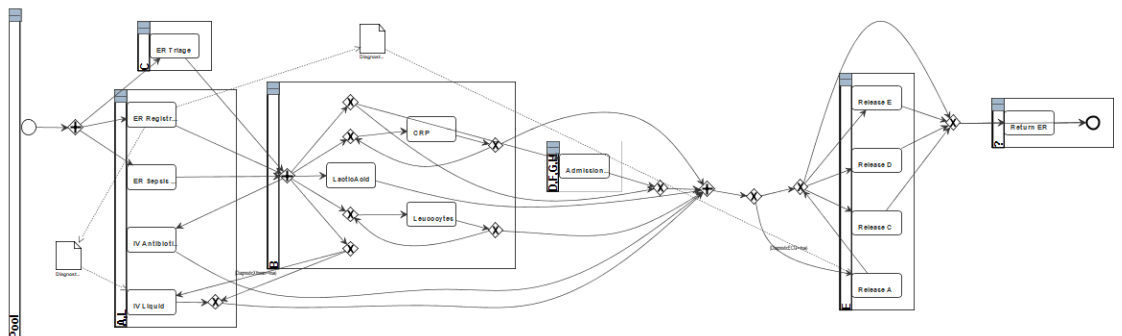 ER Triage
C
Diagnost...
ER Registr...
CRP
Release E
Return ER
?.
Admission...
D.F.G.H
Release D
ER Sepsis ...
LacticAcid
Leucocytes
Release C
IV Antibioti...
Diagnost...
B
Release A
E
IV Liquid
A.L
Pool